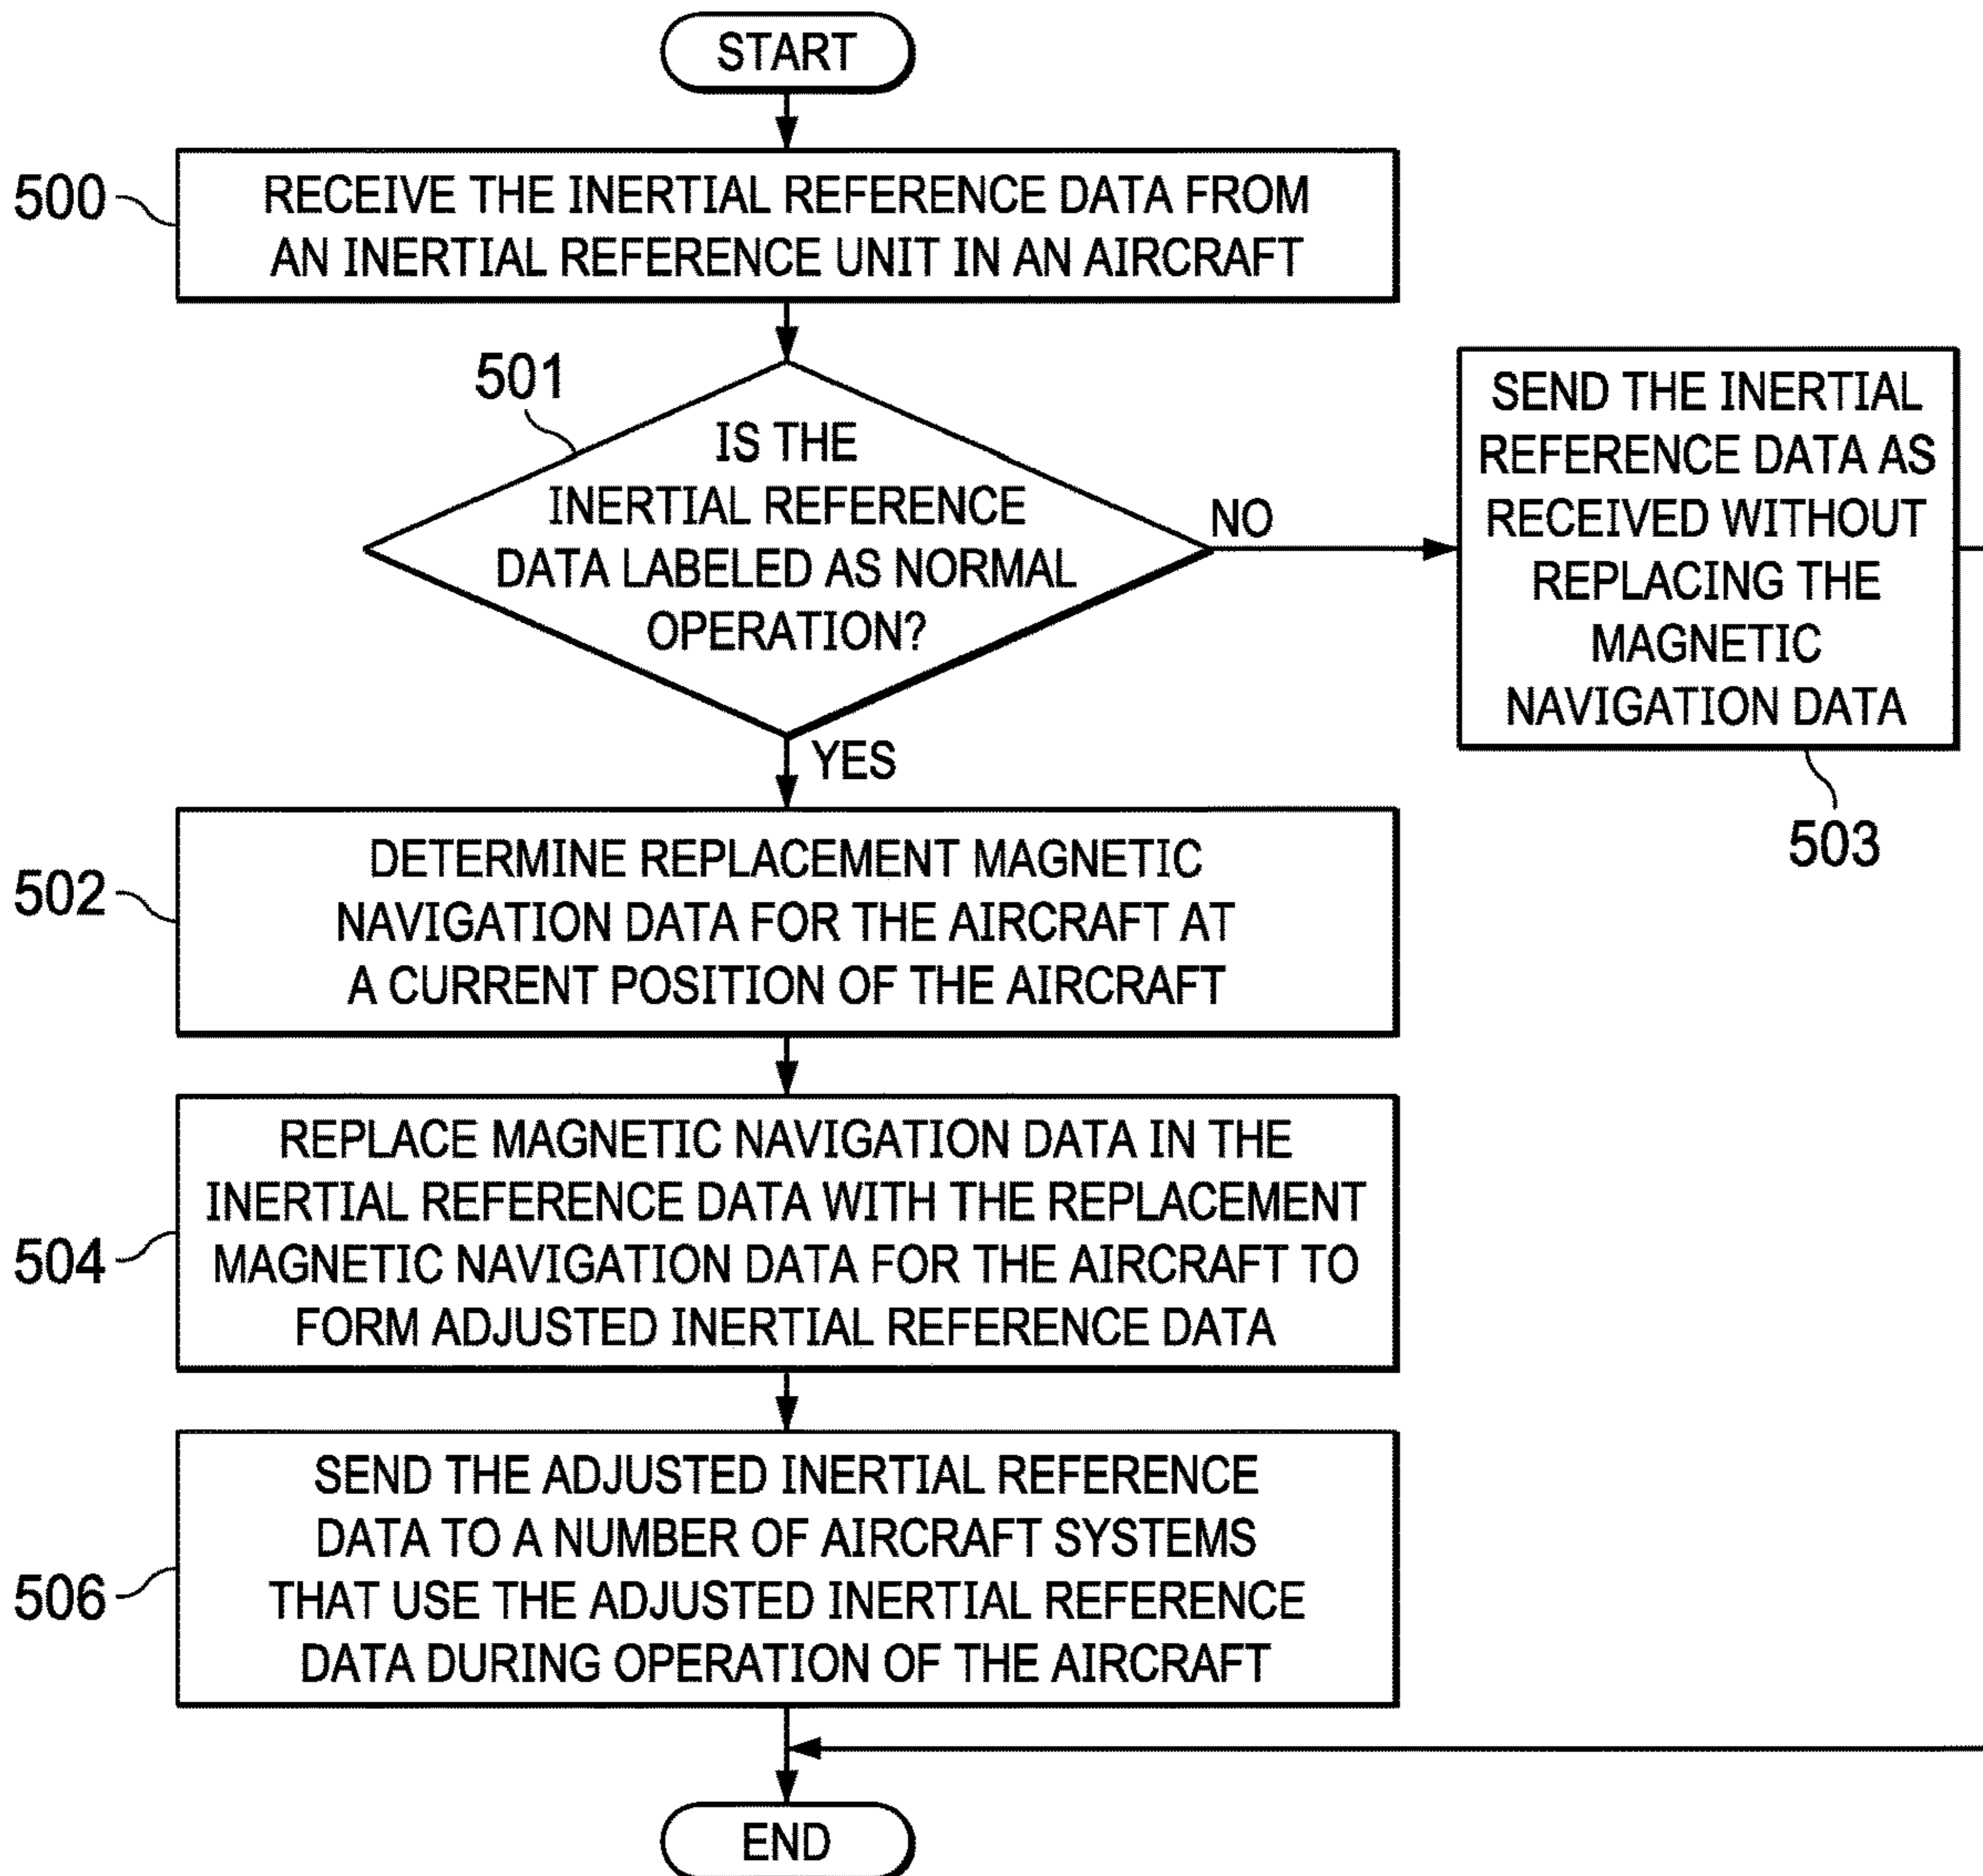 START
500
RECEIVE THE INERTIAL REFERENCE DATA FROM
AN INERTIAL REFERENCE UNIT IN AN AIRCRAFT
501
IS THE
INERTIAL REFERENCE
DATA LABELED AS NORMAL
OPERATION?
NO
SEND THE INERTIAL
REFERENCE DATA AS
RECEIVED WITHOUT
REPLACING THE
MAGNETIC
NAVIGATION DATA
503
YES
502
DETERMINE REPLACEMENT MAGNETIC
NAVIGATION DATA FOR THE AIRCRAFT AT
A CURRENT POSITION OF THE AIRCRAFT
504
REPLACE MAGNETIC NAVIGATION DATA IN THE
INERTIAL REFERENCE DATA WITH THE REPLACEMENT
MAGNETIC NAVIGATION DATA FOR THE AIRCRAFT TO
FORM ADJUSTED INERTIAL REFERENCE DATA
506
SEND THE ADJUSTED INERTIAL REFERENCE
DATA TO A NUMBER OF AIRCRAFT SYSTEMS
THAT USE THE ADJUSTED INERTIAL REFERENCE
DATA DURING OPERATION OF THE AIRCRAFT
END